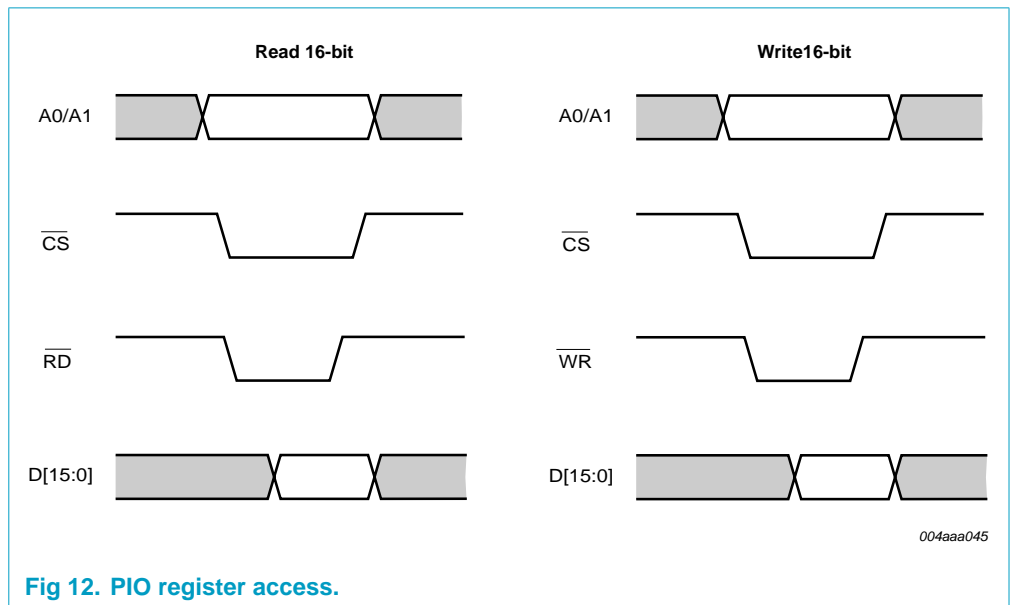 Read 16-bit
Write16-bit
A0/A1
A0/A1
CS
CS
RD
WR
D[15:0]
D[15:0]
004aaa045
Fig 12. PIO register access.